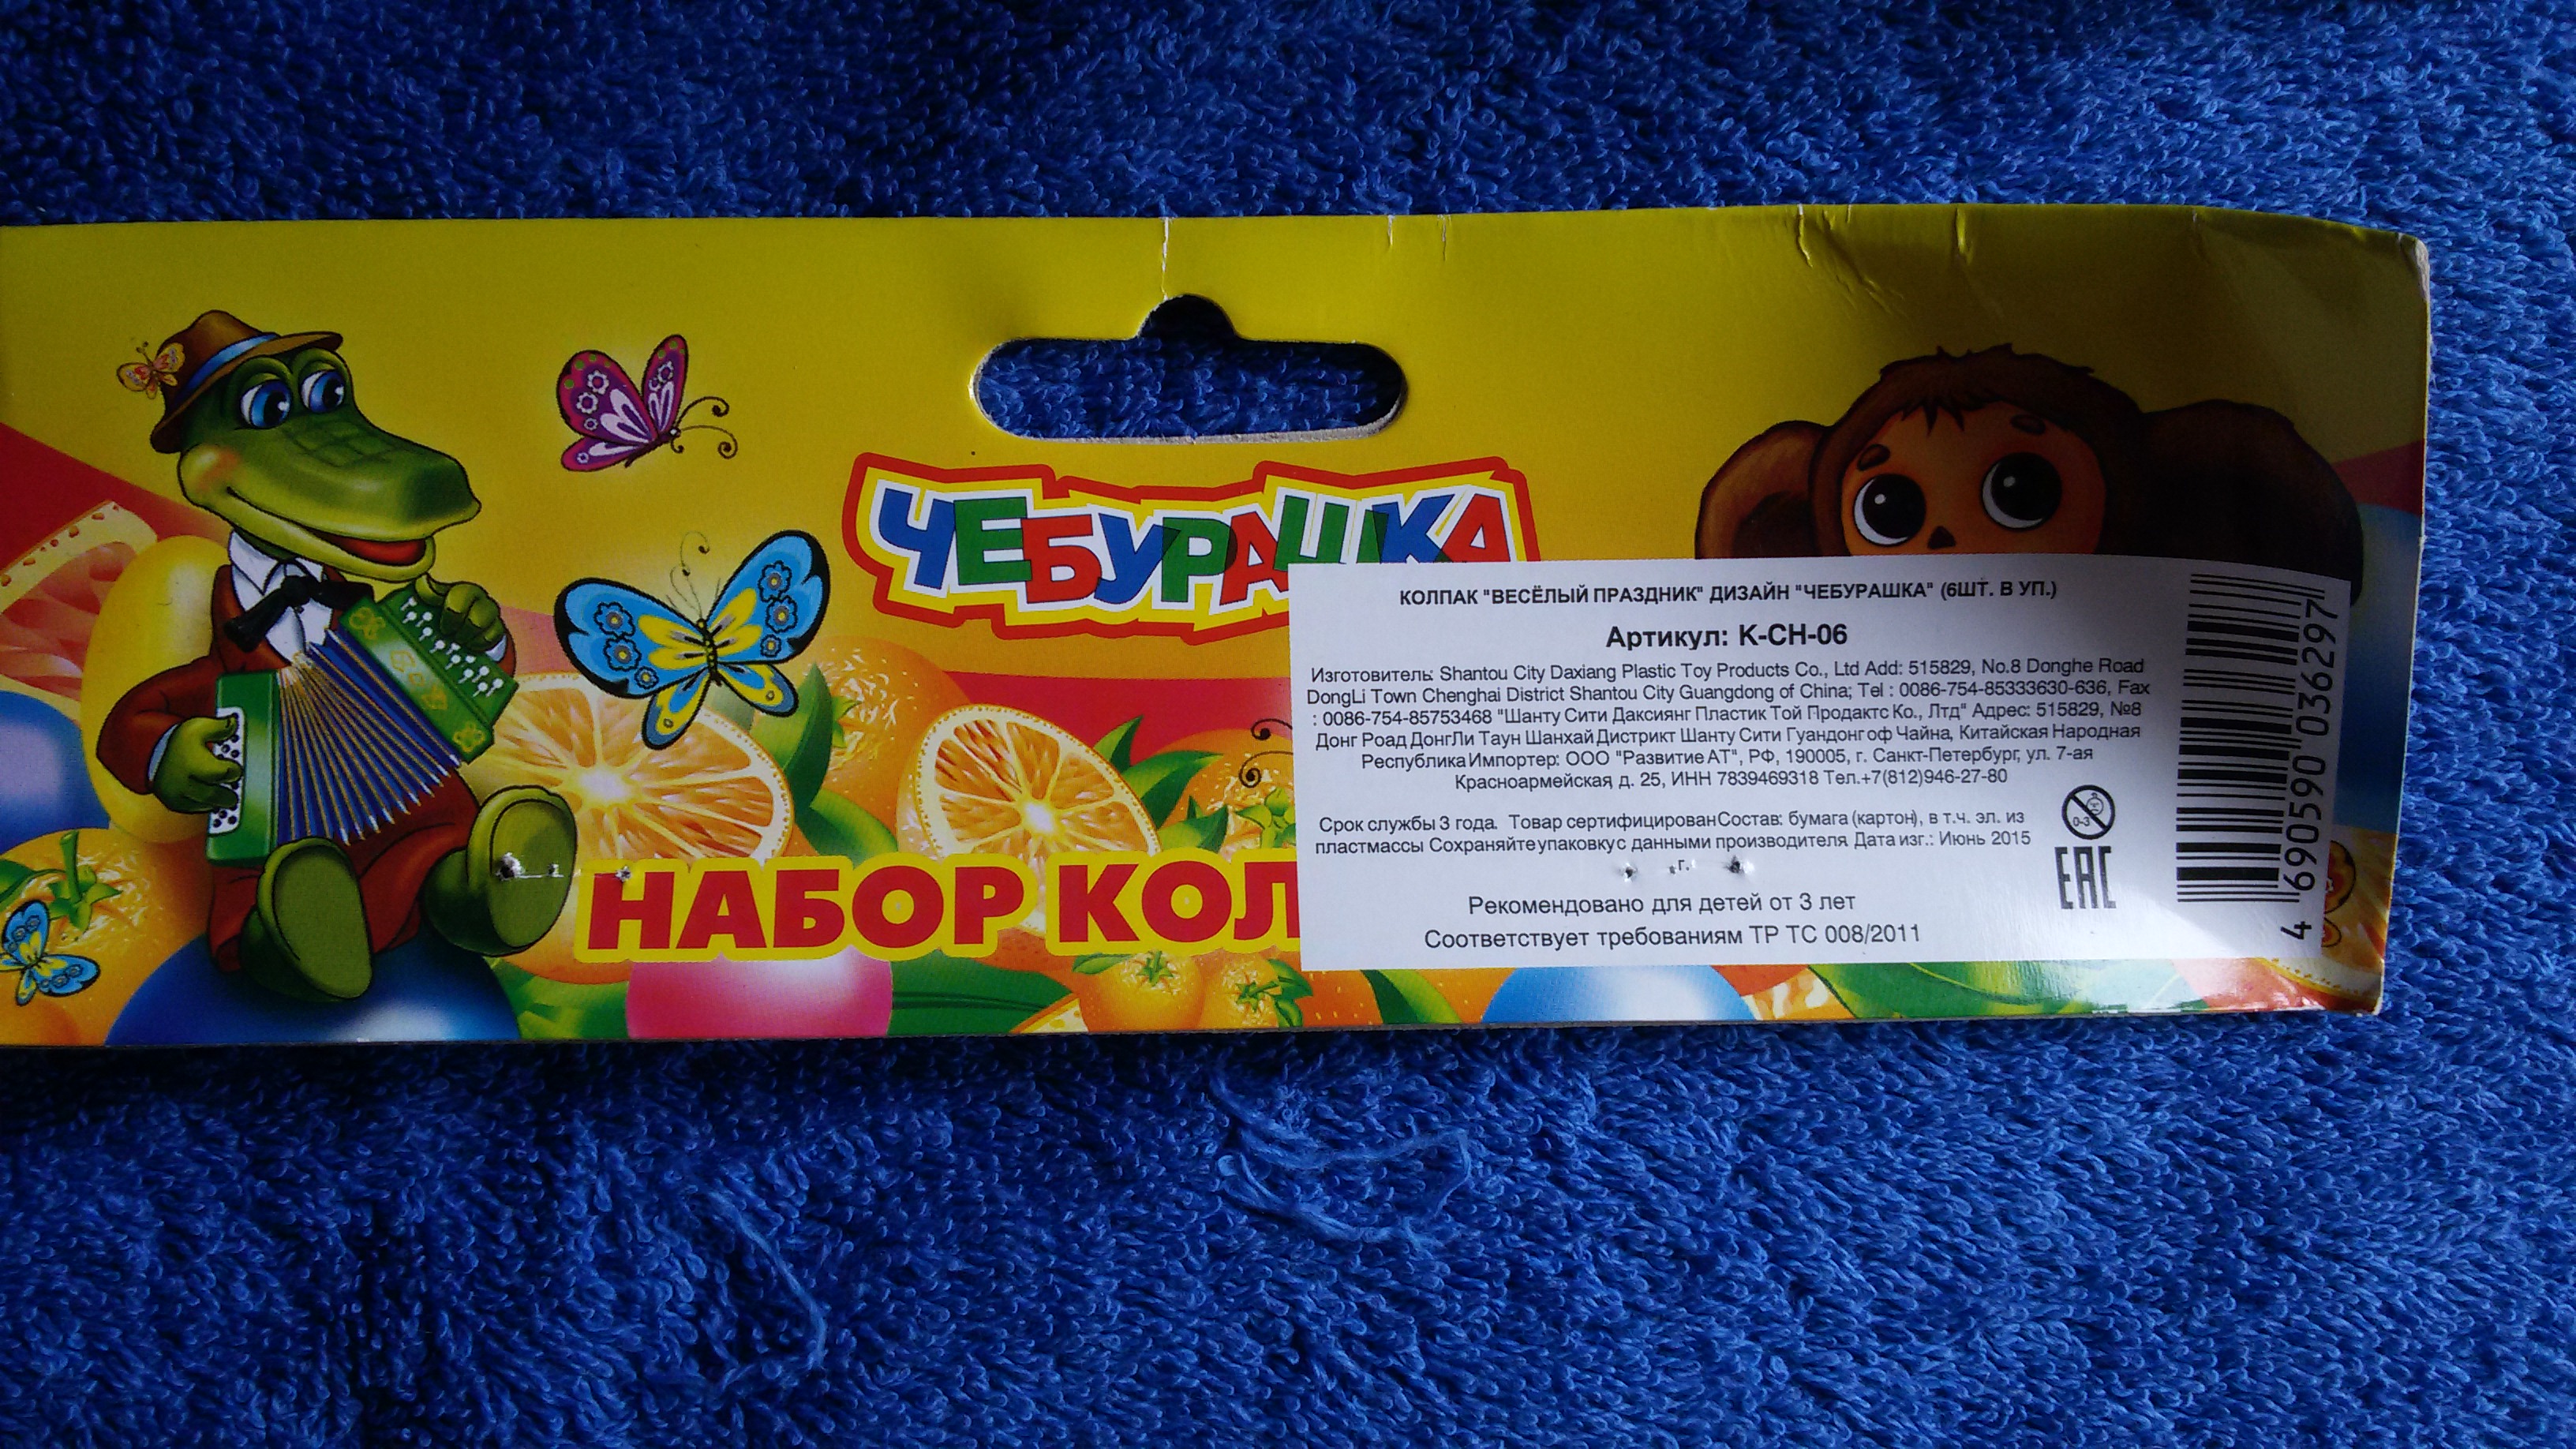 ЧЕБУРАШКА
НАБОР КОЛ
КОЛПАК "ВЕСЁЛЫЙ ПРАЗДНИК" ДИЗАЙН "ЧЕБУРАШКА" (6ШТ. В УП.)
Артикул: K-CH-06
Изготовитель: Shantou City Daxiang Plastic Toy Products Co., Ltd Add: 515829, No.8 Donghe Road
DongLi Town Chenghai District Shantou City Guangdong of China; Tel : 0086-754-85333630-636, Fax
: 0086-754-85753468 "Шанту Сити Даксиянг Пластик Той Продактс Ко., Лтд" Адрес: 515829, №8
Донг Роад ДонгЛи Таун Шанхай Дистрикт Шанту Сити Гуандонг оф Чайна, Китайская Народная
Республика Импортер: ООО "Развитие АТ", РФ, 190005, г. Санкт-Петербург, ул. 7-ая
Красноармейская, д. 25, ИНН 7839469318 Тел.+7(812)946-27-80
Срок службы 3 года. Товар сертифицирован Состав: бумага (картон), в т.ч. эл. из
пластмассы Сохраняйте упаковку с данными производителя Дата изг.: Июнь 2015
г.
Рекомендовано для детей от 3 лет
Соответствует требованиям ТР ТС 008/2011
0-3
EAC
4 690590 036297